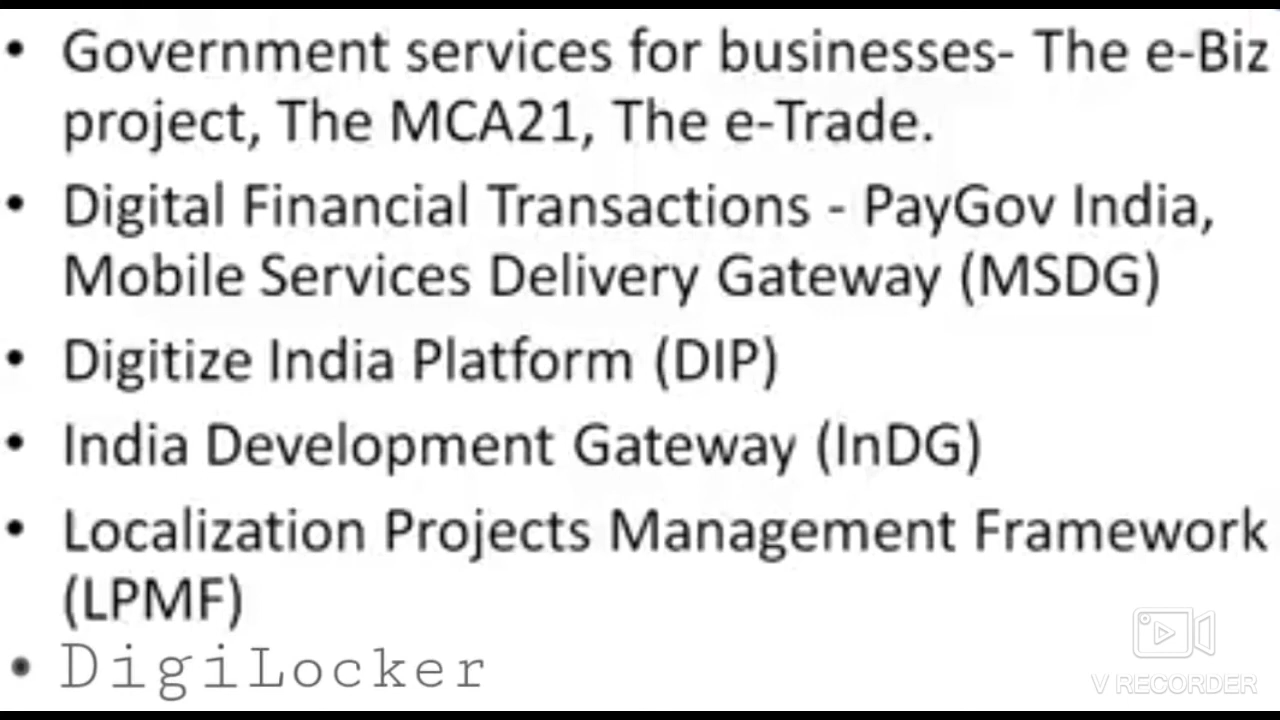 • Government services for businesses- The e-Biz
project, The MCA21, The e-Trade.
• Digital Financial Transactions - PayGov India,
Mobile Services Delivery Gateway (MSDG)
• Digitize India Platform (DIP)
• India Development Gateway (InDG)
• Localization Projects Management Framework
(LPMF)
• DigiLocker
V RECORDER